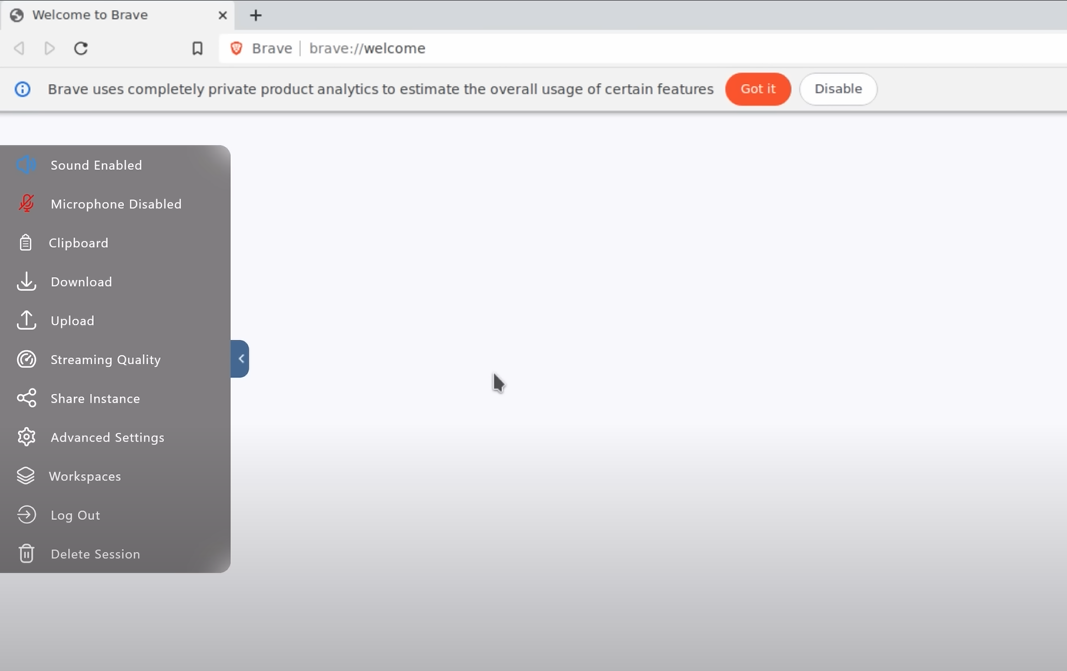 Welcome to Brave
Brave | brave://welcome
Brave uses completely private product analytics to estimate the overall usage of certain features
Got it
Disable
Sound Enabled
Microphone Disabled
Clipboard
Download
Upload
Streaming Quality
Share Instance
Advanced Settings
Workspaces
Log Out
Delete Session